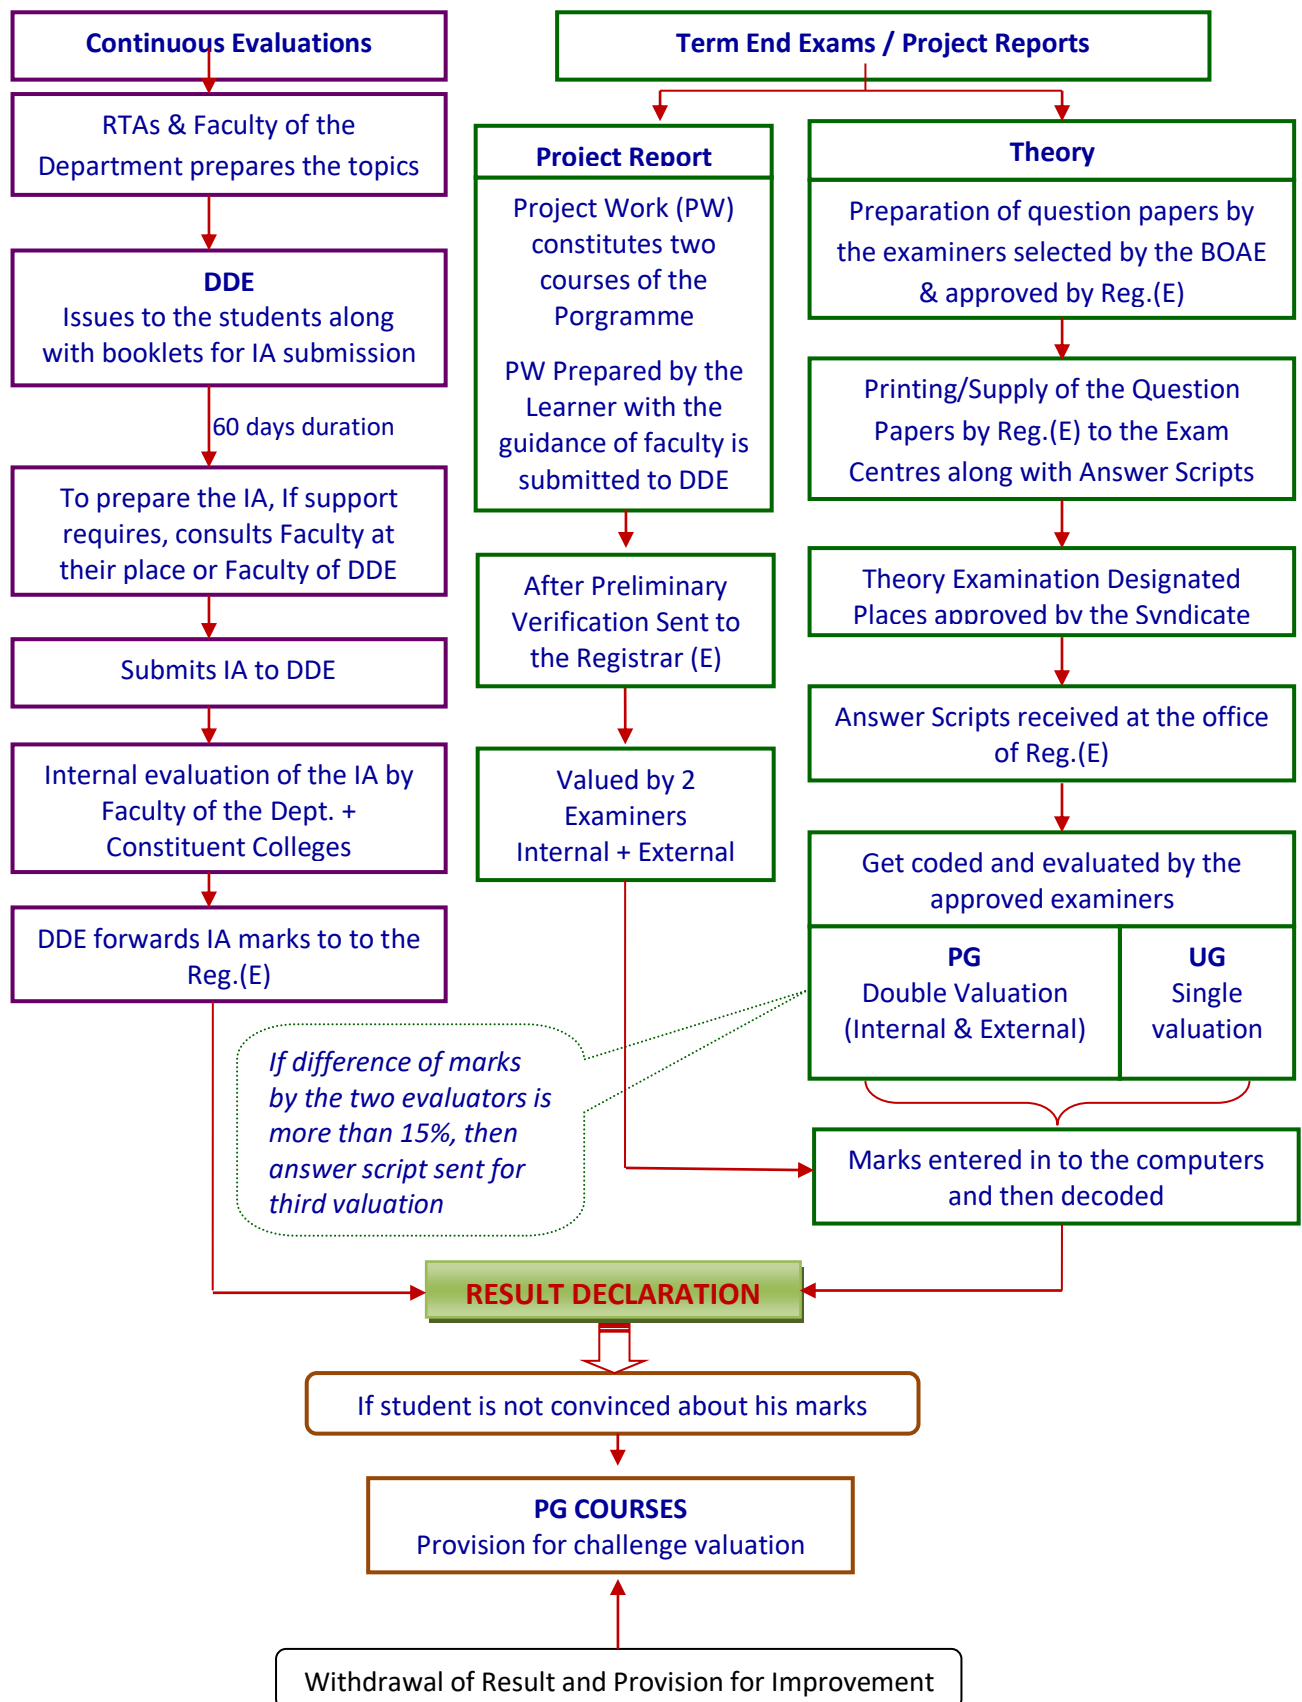 Continuous Evaluations
RTAs & Faculty of the
Department prepares the topics
DDE
Issues to the students along
with booklets for IA submission
60 days duration
To prepare the IA, If support
requires, consults Faculty at
their place or Faculty of DDE
Submits IA to DDE
Internal evaluation of the IA by
Faculty of the Dept. +
Constituent Colleges
DDE forwards IA marks to to the
Reg.(E)
Term End Exams / Project Reports
Project Report
Project Work (PW)
constitutes two
courses of the
Porgramme
PW Prepared by the
Learner with the
guidance of faculty is
submitted to DDE
After Preliminary
Verification Sent to
the Registrar (E)
Valued by 2
Examiners
Internal + External
Theory
Preparation of question papers by
the examiners selected by the BOAE
& approved by Reg.(E)
Printing/Supply of the Question
Papers by Reg.(E) to the Exam
Centres along with Answer Scripts
Theory Examination Designated
Places approved by the Syndicate
Answer Scripts received at the office
of Reg.(E)
Get coded and evaluated by the
approved examiners
PG
Double Valuation
(Internal & External)
UG
Single
valuation
If difference of marks
by the two evaluators is
more than 15%, then
answer script sent for
third valuation
Marks entered in to the computers
and then decoded
RESULT DECLARATION
If student is not convinced about his marks
PG COURSES
Provision for challenge valuation
Withdrawal of Result and Provision for Improvement